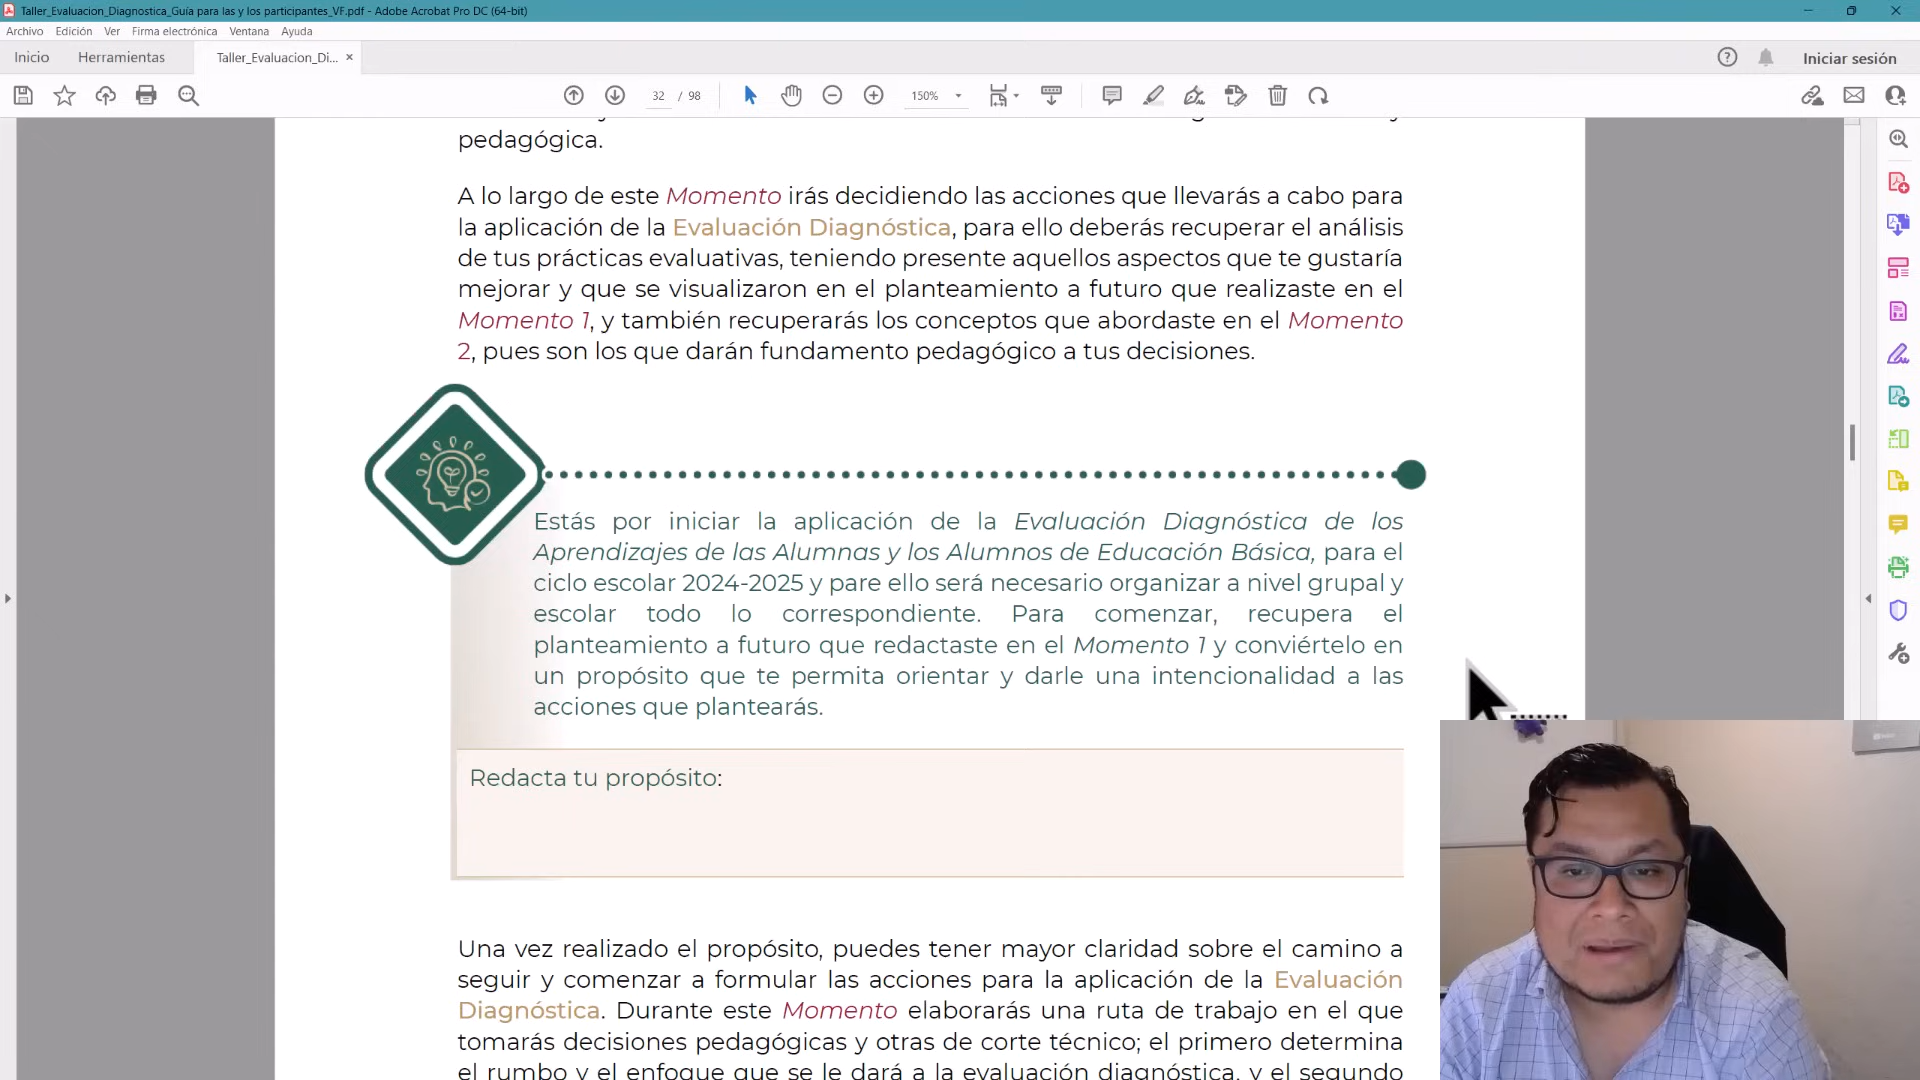 Taller_Evaluacion_Diagnostica_Guía para las y los participantes_VF.pdf - Adobe Acrobat Pro DC (64-bit)
Archivo Edición Ver Firma electrónica Ventana Ayuda
Inicio Herramientas Taller_Evaluacion_Di... × Iniciar sesión
32 / 98 150%
pedagógica.
A lo largo de este Momento irás decidiendo las acciones que llevarás a cabo para
la aplicación de la Evaluación Diagnóstica, para ello deberás recuperar el análisis
de tus prácticas evaluativas, teniendo presente aquellos aspectos que te gustaría
mejorar y que se visualizaron en el planteamiento a futuro que realizaste en el
Momento 1, y también recuperarás los conceptos que abordaste en el Momento
2, pues son los que darán fundamento pedagógico a tus decisiones.
Estás por iniciar la aplicación de la Evaluación Diagnóstica de los
Aprendizajes de las Alumnas y los Alumnos de Educación Básica, para el
ciclo escolar 2024-2025 y pare ello será necesario organizar a nivel grupal y
escolar todo lo correspondiente. Para comenzar, recupera el
planteamiento a futuro que redactaste en el Momento 1 y conviértelo en
un propósito que te permita orientar y darle una intencionalidad a las
acciones que plantearás.
Redacta tu propósito:
Una vez realizado el propósito, puedes tener mayor claridad sobre el camino a
seguir y comenzar a formular las acciones para la aplicación de la Evaluación
Diagnóstica. Durante este Momento elaborarás una ruta de trabajo en el que
tomarás decisiones pedagógicas y otras de corte técnico; el primero determina
el rumbo y el enfoque que se le dará a la evaluación diagnóstica, y el segundo